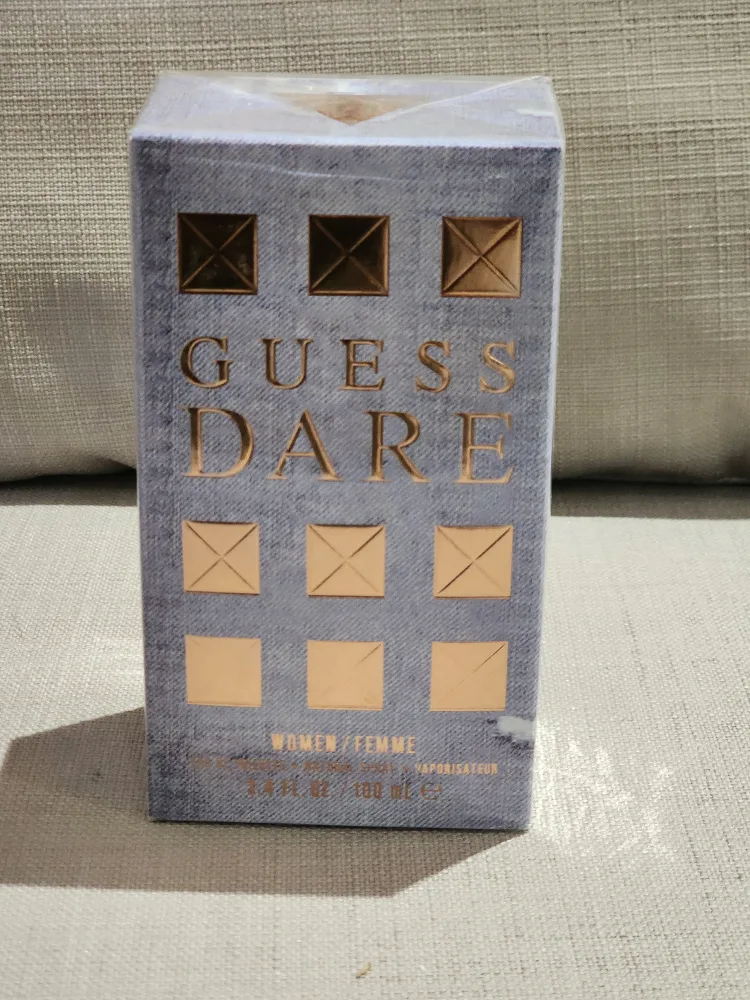 GUESS
DARE
WOMEN / FEMME
VAPORISATEUR
3.4 FL. OZ / 100 mL ℮